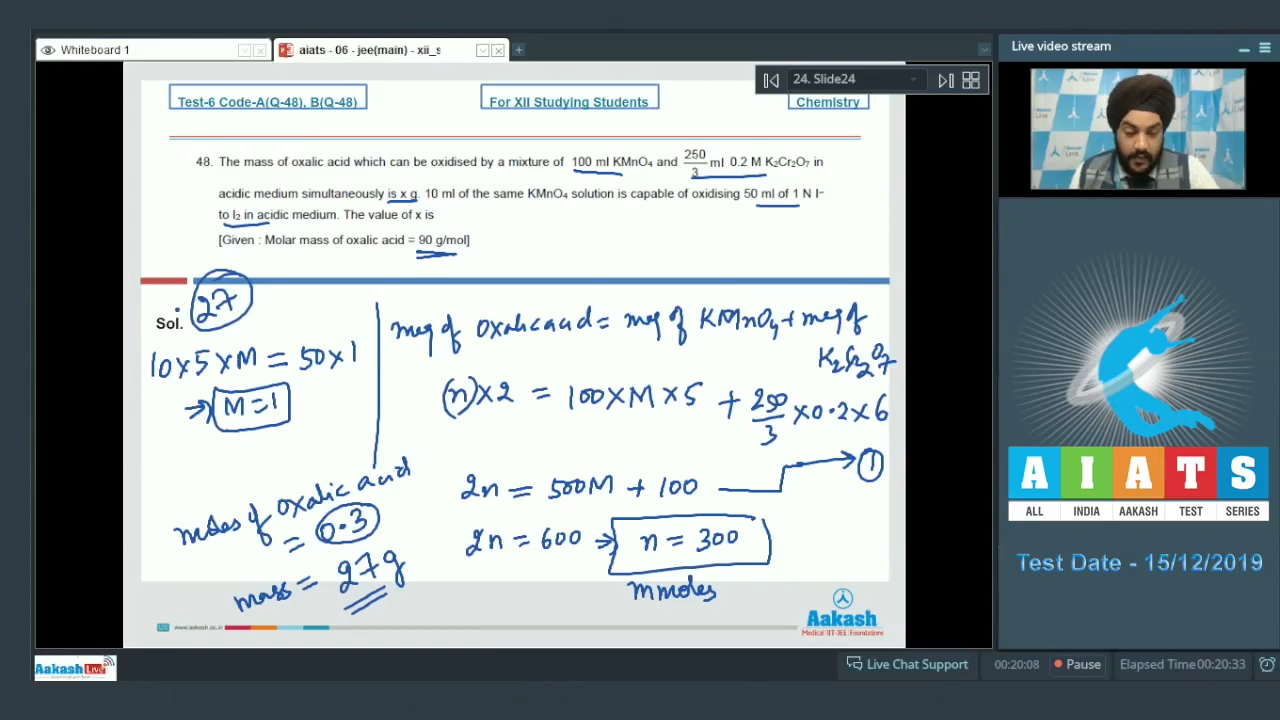 Whiteboard 1
aiats - 06 - jee(main) - xii_s
Live video stream
24. Slide24
Test-6 Code-A(Q-48), B(Q-48)
For XII Studying Students
Chemistry
48. The mass of oxalic acid which can be oxidised by a mixture of 100 ml KMnO₄ and 250/3 ml 0.2 M K₂Cr₂O₇ in
acidic medium simultaneously is x g. 10 ml of the same KMnO₄ solution is capable of oxidising 50 ml of 1 N I⁻
to I₂ in acidic medium. The value of x is
[Given : Molar mass of oxalic acid = 90 g/mol]
Sol. 27
10×5×M = 50×1
⇒ M=1
meq of oxalic acid = meq of KMnO₄ + meq of
K₂Cr₂O₇
(n)×2 = 100×M×5 + 250/3 ×0.2×6
2n = 500M + 100 → 1
2n = 600 ⇒ n = 300
mmoles
moles of oxalic acid
= 0.3
mass = 27g
www.aakash.ac.in
Aakash
Medical|IIT-JEE|Foundations
AIATS
ALL INDIA AAKASH TEST SERIES
Test Date - 15/12/2019
Aakash Live
Live Chat Support
00:20:08
Pause
Elapsed Time 00:20:33